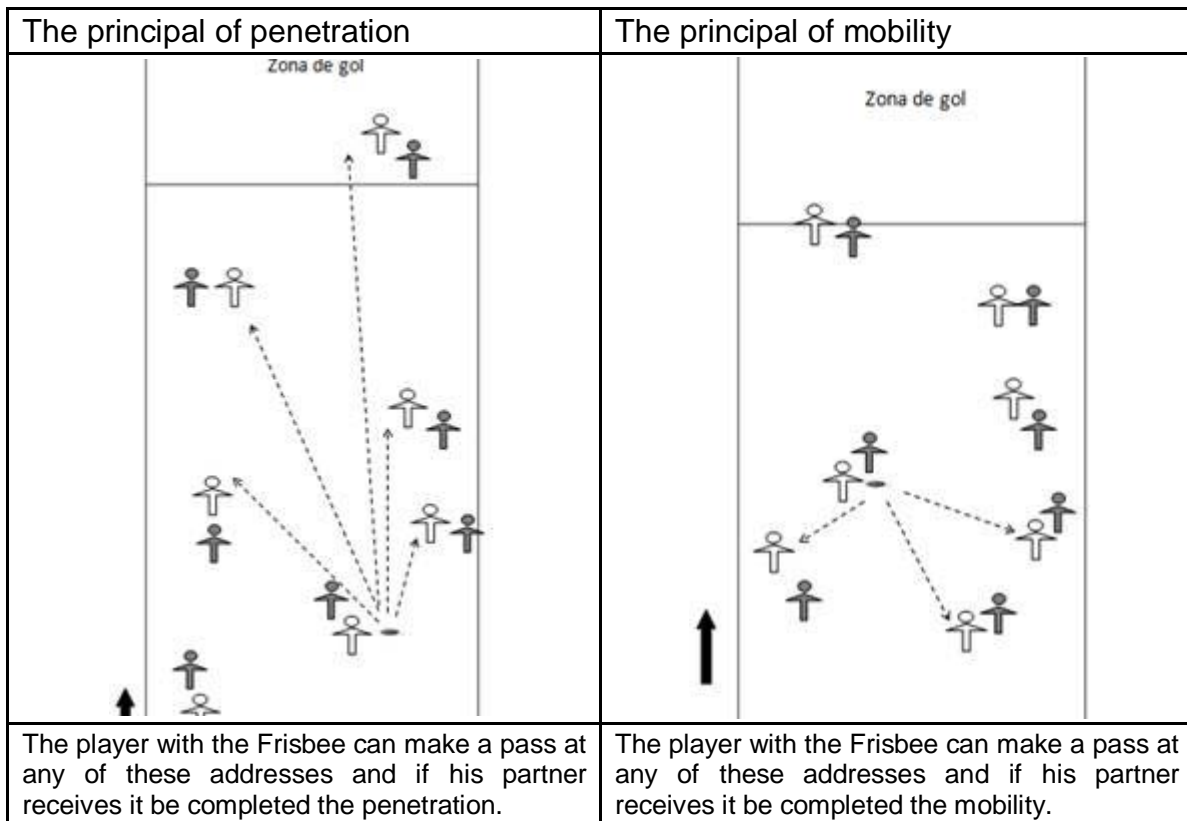 The principal of penetration
The principal of mobility
Zona de gol
Zona de gol
The player with the Frisbee can make a pass at
any of these addresses and if his partner
receives it be completed the penetration.
The player with the Frisbee can make a pass at
any of these addresses and if his partner
receives it be completed the mobility.